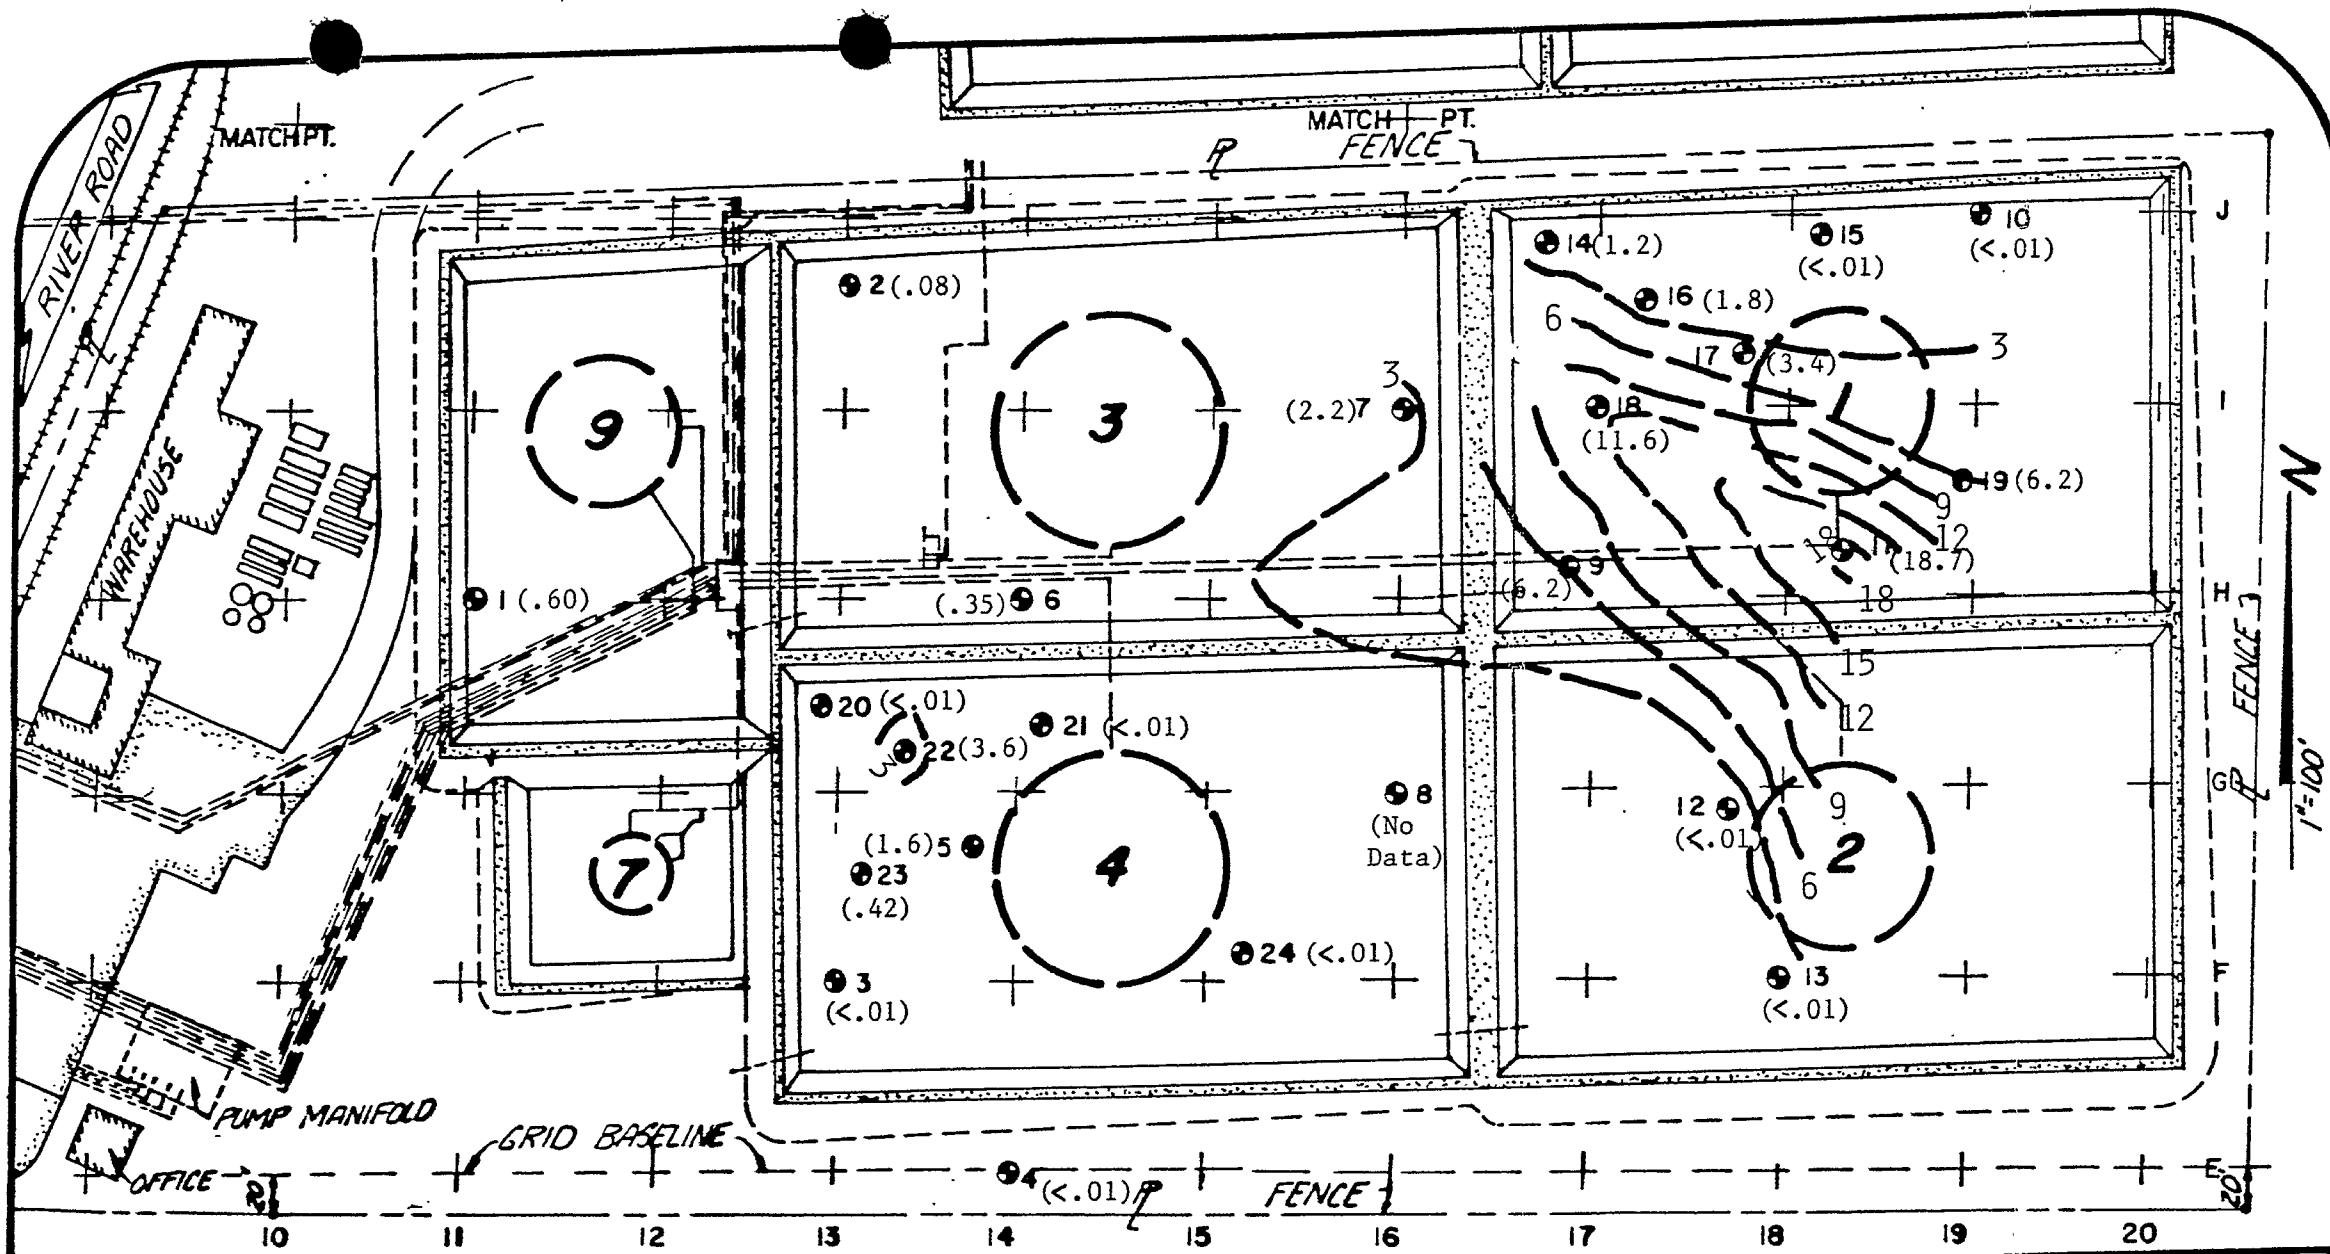 MATCH PT.
MATCH PT.
FENCE
RIVER ROAD
J
14 (1.2)
15
(<.01)
10
(<.01)
2 (.08)
16 (1.8)
6
17
(3.4)
3
3
(2.2) 7
18
(11.6)
I
9
3
19 (6.2)
N
WAREHOUSE
9
12
18
(18.7)
18
9
(6.2)
1 (.60)
(.35) 6
H
FENCE
15
12
20 (<.01)
21 (<.01)
22 (3.6)
3
8
(No
Data)
12
(<.01)
9
G
1"=100'
(1.6) 5
23
(.42)
7
4
6
2
24 (<.01)
3
(<.01)
13
(<.01)
F
PUMP MANIFOLD
GRID BASELINE
OFFICE
20'
4
(<.01)
FENCE
E
20'
10 11 12 13 14 15 16 17 18 19 20